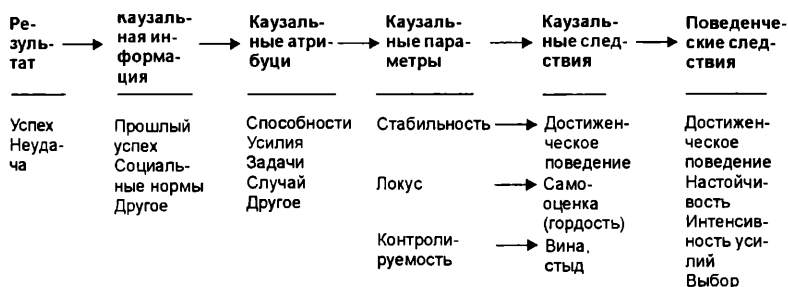 Ре-
зуль-
тат
Каузаль-
ная ин-
форма-
ция
Каузаль-
ные атри-
буци
Каузаль-
ные пара-
метры
Каузаль-
ные след-
ствия
Поведенче-
ские след-
ствия
Успех
Неуда-
ча
Прошлый
успех
Социаль-
ные нормы
Другое
Способности
Усилия
Задачи
Случай
Другое
Стабильность
Локус
Контроли-
руемость
Достижен-
ческое
поведение
Само-
оценка
(гордость)
Вина,
стыд
Достижен-
ческое
поведение
Настойчи-
вость
Интенсив-
ность уси-
лий
Выбор